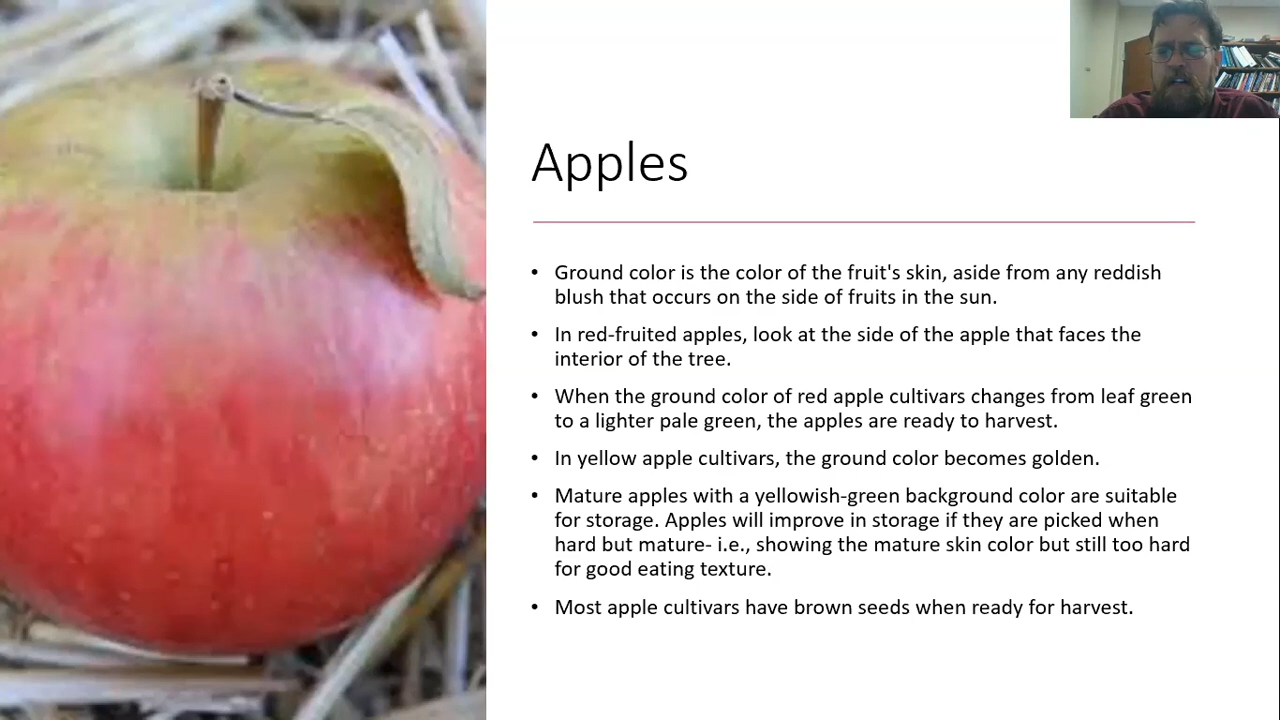 Apples
• Ground color is the color of the fruit's skin, aside from any reddish
blush that occurs on the side of fruits in the sun.
• In red-fruited apples, look at the side of the apple that faces the
interior of the tree.
• When the ground color of red apple cultivars changes from leaf green
to a lighter pale green, the apples are ready to harvest.
• In yellow apple cultivars, the ground color becomes golden.
• Mature apples with a yellowish-green background color are suitable
for storage. Apples will improve in storage if they are picked when
hard but mature- i.e., showing the mature skin color but still too hard
for good eating texture.
• Most apple cultivars have brown seeds when ready for harvest.